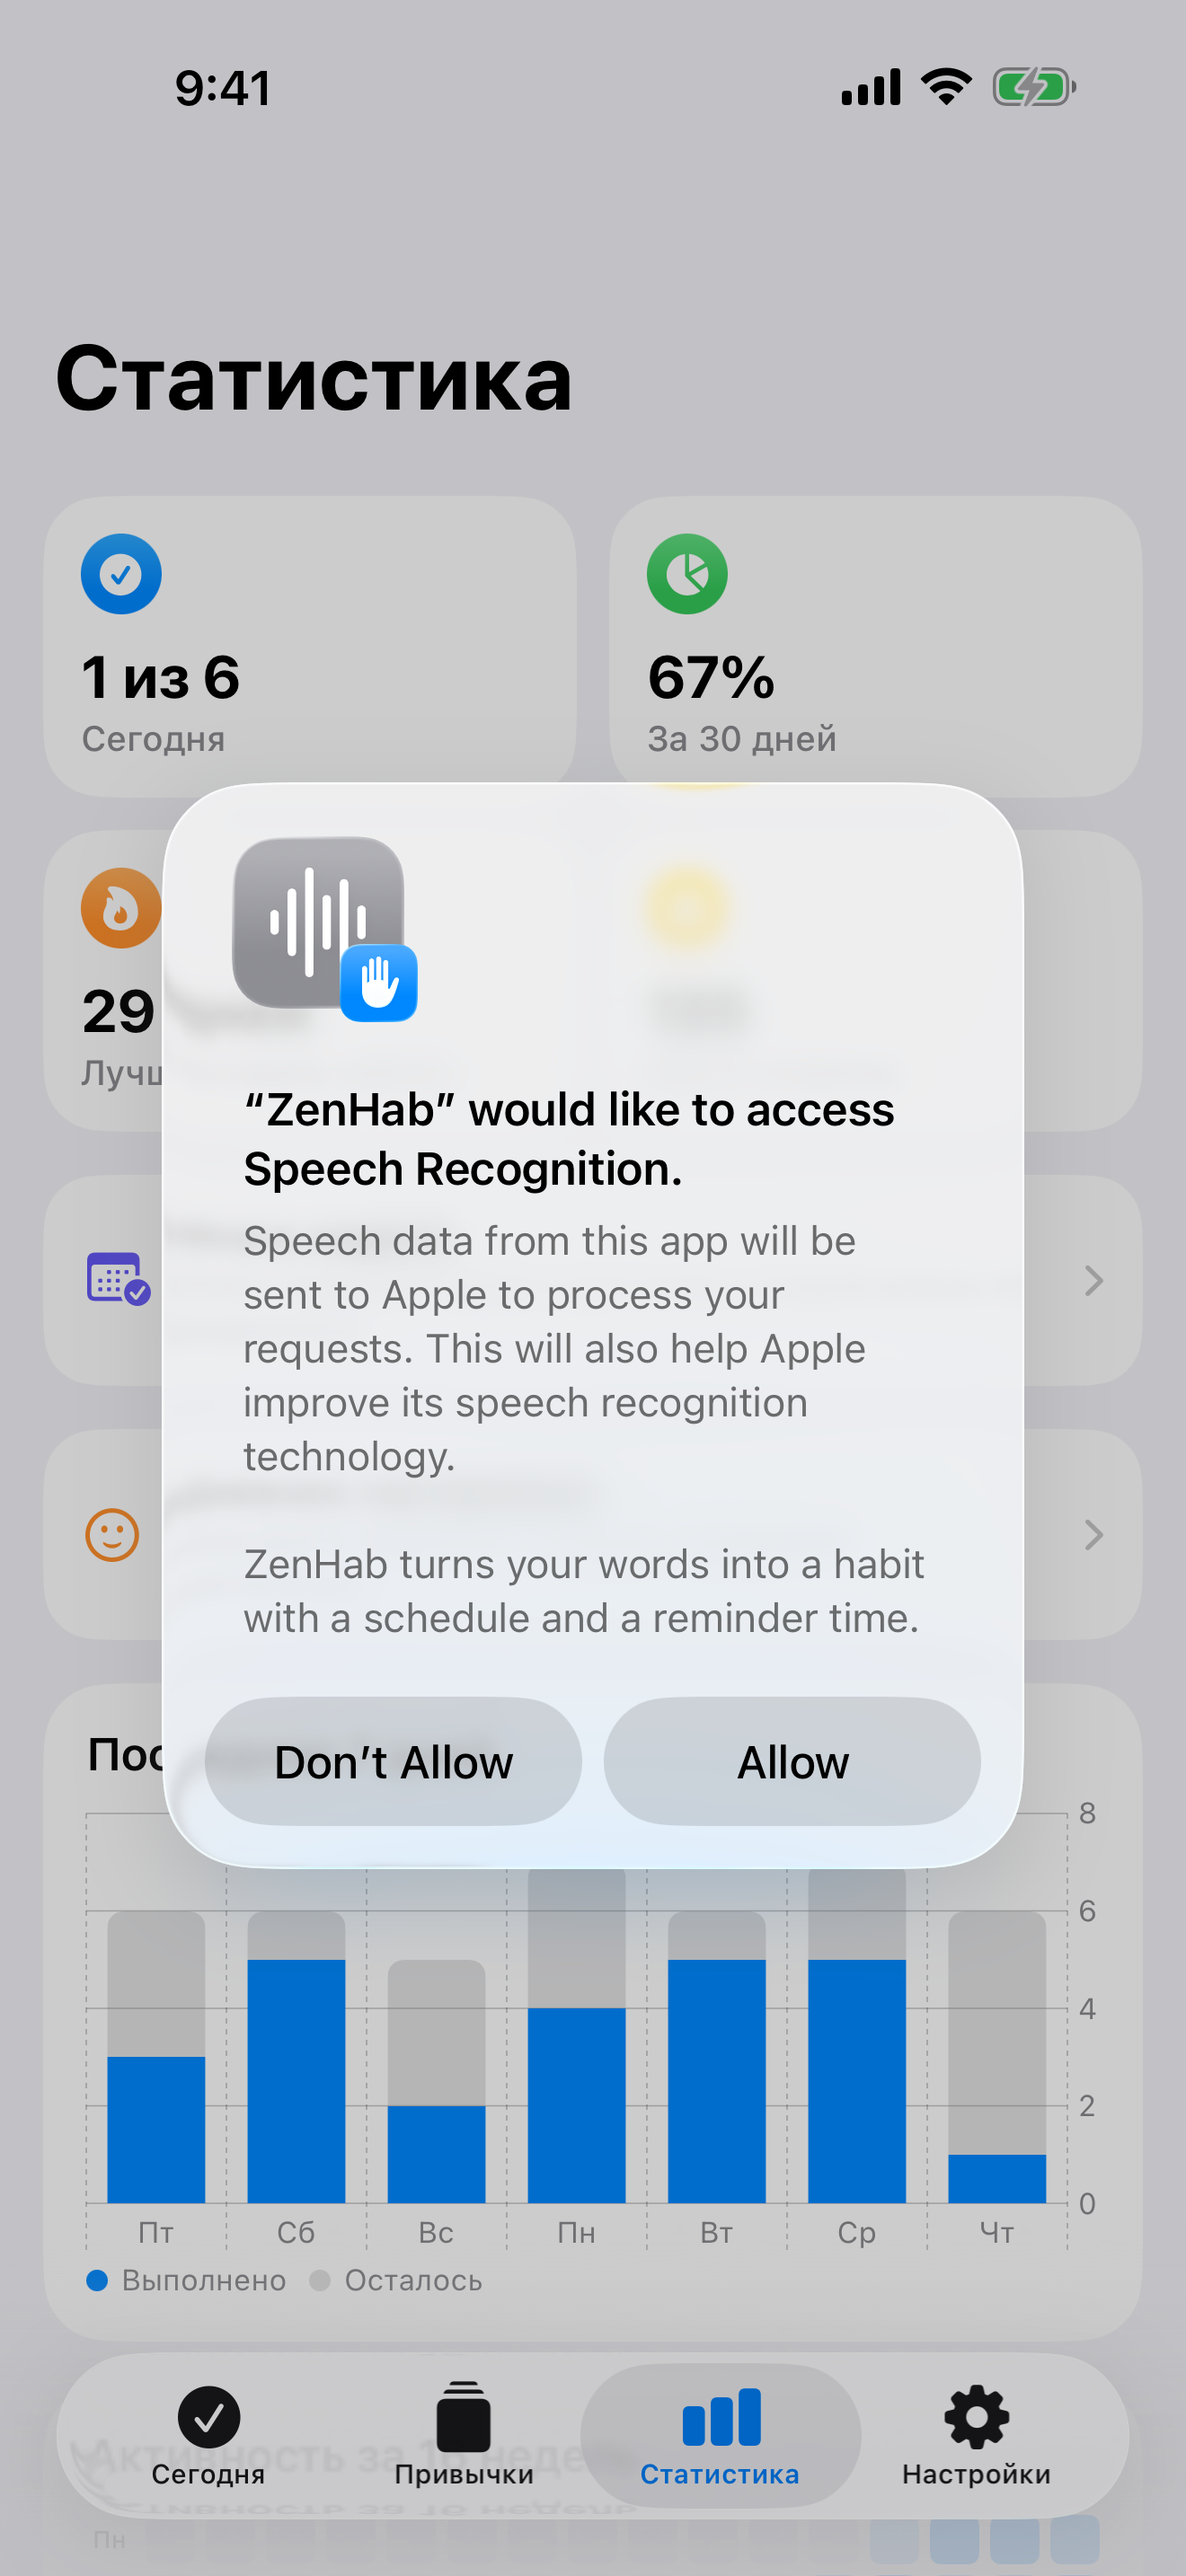 9:41
Статистика
1 из 6
Сегодня
67%
За 30 дней
29
Лучш
“ZenHab” would like to access
Speech Recognition.
Speech data from this app will be
sent to Apple to process your
requests. This will also help Apple
improve its speech recognition
technology.
ZenHab turns your words into a habit
with a schedule and a reminder time.
Don’t Allow
Allow
Пос
8
6
4
2
0
Пт Сб Вс Пн Вт Ср Чт
Выполнено Осталось
Активность за 16 неде
Сегодня
Привычки
Статистика
Настройки
Пн